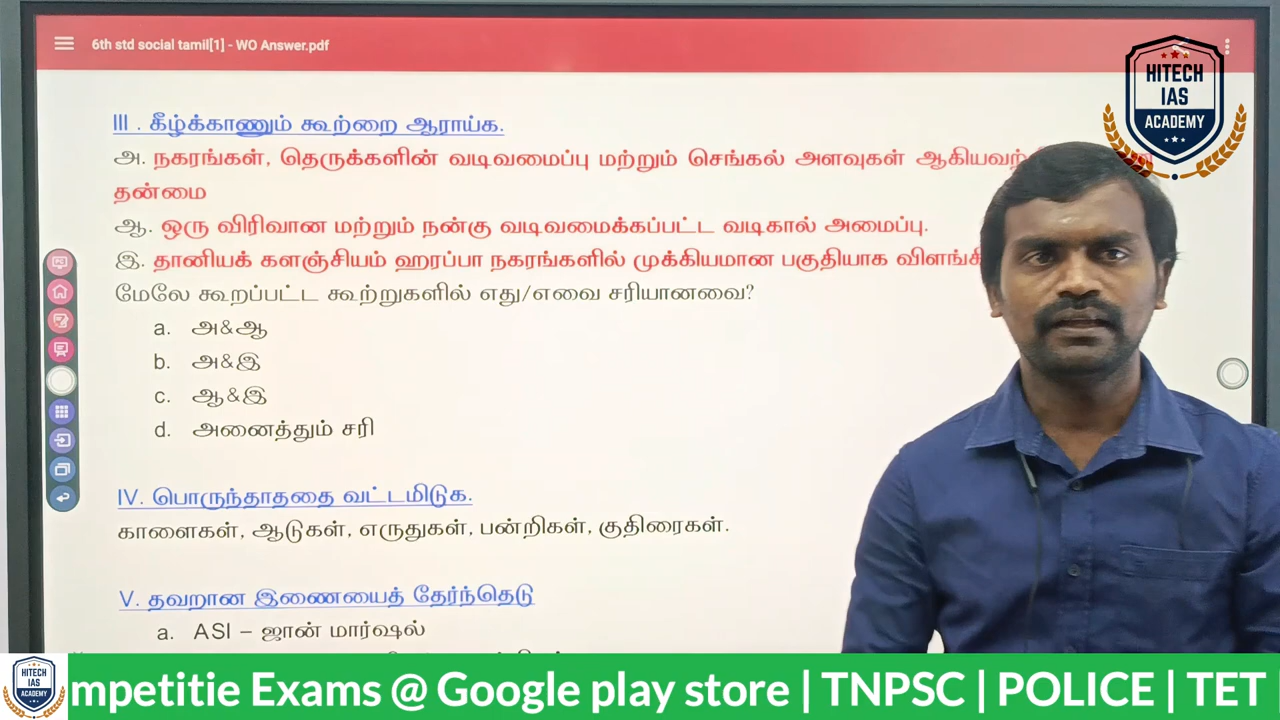 6th std social tamil[1] - WO Answer.pdf
HITECH
IAS
ACADEMY
III . கீழ்க்காணும் கூற்றை ஆராய்க.
அ. நகரங்கள், தெருக்களின் வடிவமைப்பு மற்றும் செங்கல் அளவுகள்
தன்மை
ஆ. ஒரு விரிவான மற்றும் நன்கு வடிவமைக்கப்பட்ட வடிகால் அமைப்பு.
இ. தானியக் களஞ்சியம் ஹரப்பா நகரங்களில் முக்கியமான பகுதியாக
மேலே கூறப்பட்ட கூற்றுகளில் எது/எவை சரியானவை?
a. அ&ஆ
b. அ&இ
c. ஆ&இ
d. அனைத்தும் சரி
IV. பொருந்தாததை வட்டமிடுக.
காளைகள், ஆடுகள், எருதுகள், பன்றிகள், குதிரைகள்.
V. தவறான இணையைத் தேர்ந்தெடு
a. ASI – ஜான் மார்ஷல்
HITECH
IAS
ACADEMY
mpetitie Exams @ Google play store | TNPSC | POLICE | TET